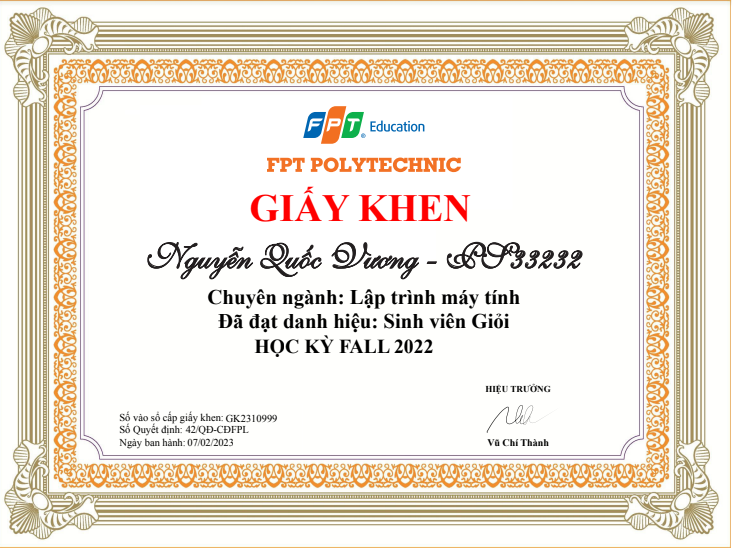 FPT Education
FPT POLYTECHNIC
GIẤY KHEN
Nguyễn Quốc Vương - PS33232
Chuyên ngành: Lập trình máy tính
Đã đạt danh hiệu: Sinh viên Giỏi
HỌC KỲ FALL 2022
HIỆU TRƯỞNG
Số vào sổ cấp giấy khen: GK2310999
Số Quyết định: 42/QĐ-CĐFPL
Ngày ban hành: 07/02/2023
Vũ Chí Thành